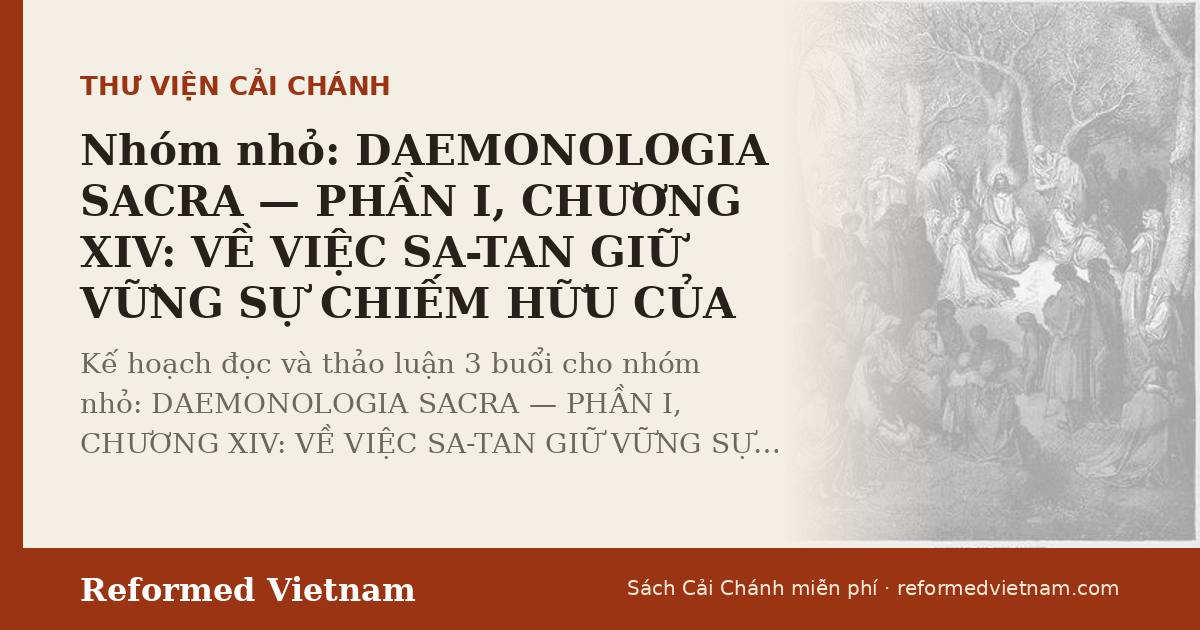 THƯ VIỆN CẢI CHÁNH
Nhóm nhỏ: DAEMONOLOGIA
SACRA — PHẦN I, CHƯƠNG
XIV: VỀ VIỆC SA-TAN GIỮ
VỮNG SỰ CHIẾM HỮU CỦA
Kế hoạch đọc và thảo luận 3 buổi cho nhóm
nhỏ: DAEMONOLOGIA SACRA — PHẦN I,
CHƯƠNG XIV: VỀ VIỆC SA-TAN GIỮ VỮNG SỰ...
Reformed Vietnam
Sách Cải Chánh miễn phí · reformedvietnam.com